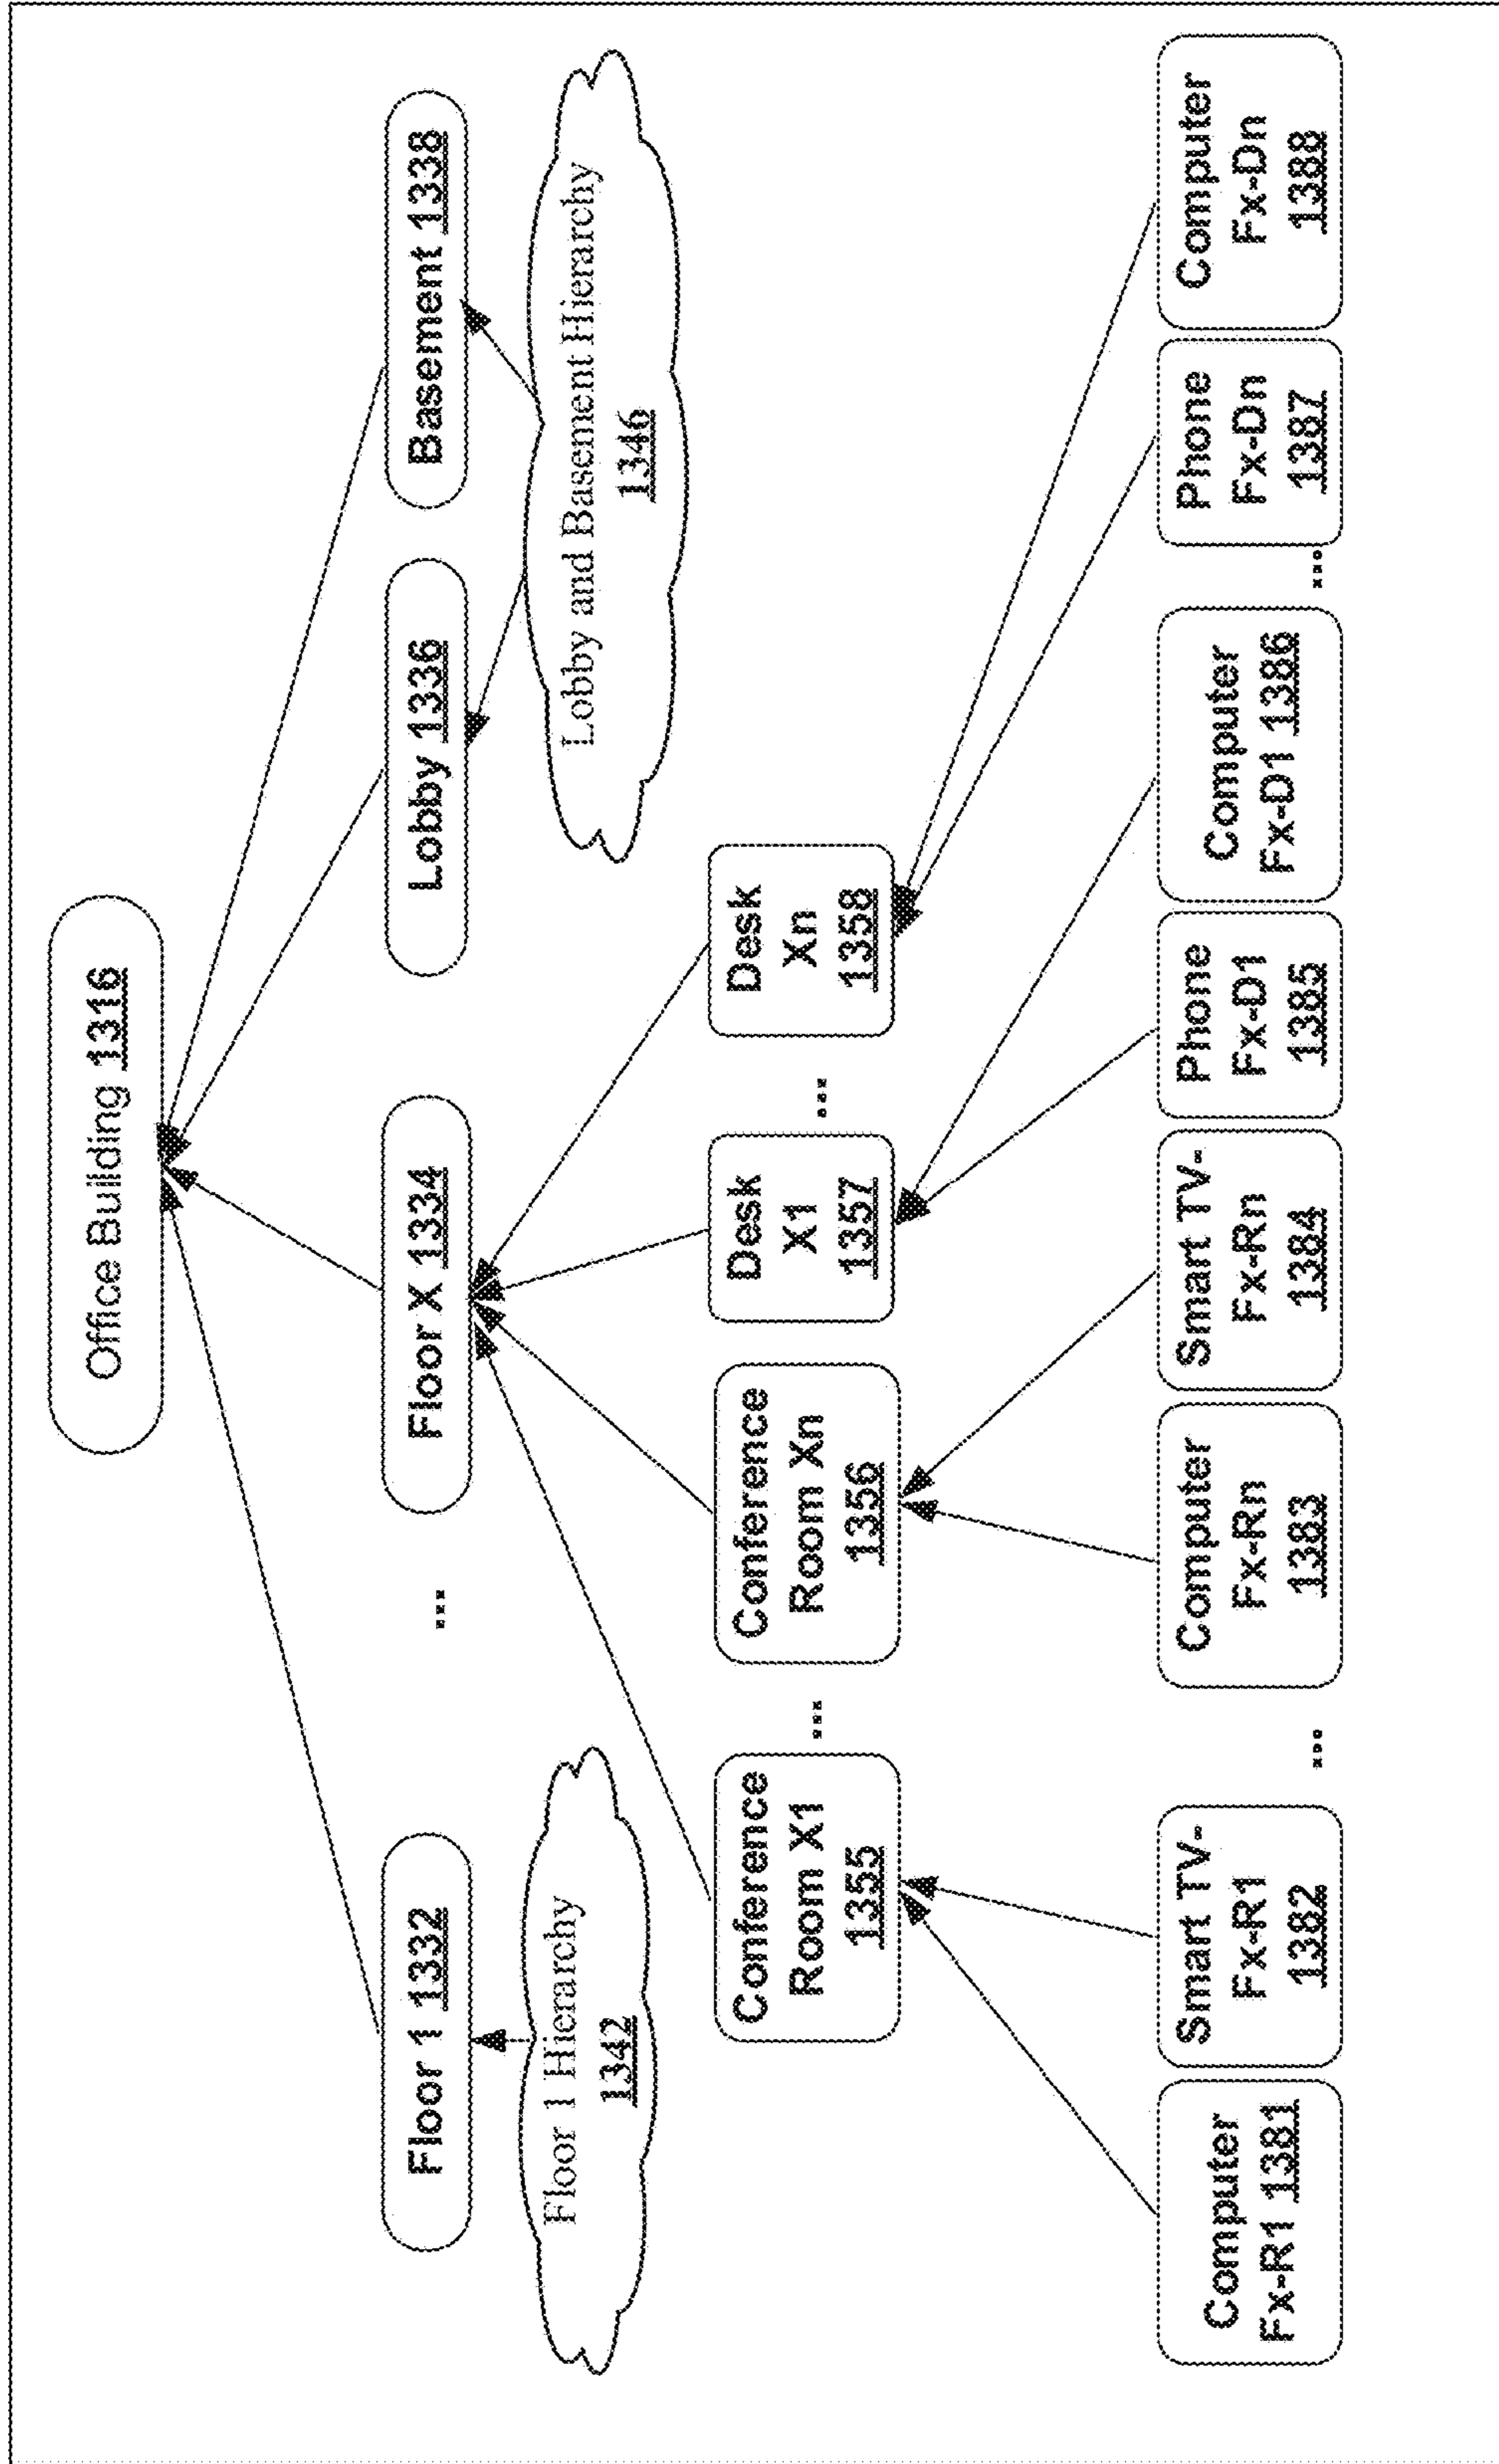 Office Building 1316
Floor 1 1332
...
Floor X 1334
Lobby 1336
Basement 1338
Floor 1 Hierarchy
1342
Lobby and Basement Hierarchy
1346
Conference
Room X1
1355
...
Conference
Room Xn
1356
Desk
X1
1357
...
Desk
Xn
1358
Computer
Fx-R1 1381
Smart TV-
Fx-R1
1382
...
Computer
Fx-Rn
1383
Smart TV-
Fx-Rn
1384
Phone
Fx-D1
1385
Computer
Fx-D1 1386
...
Phone
Fx-Dn
1387
Computer
Fx-Dn
1388